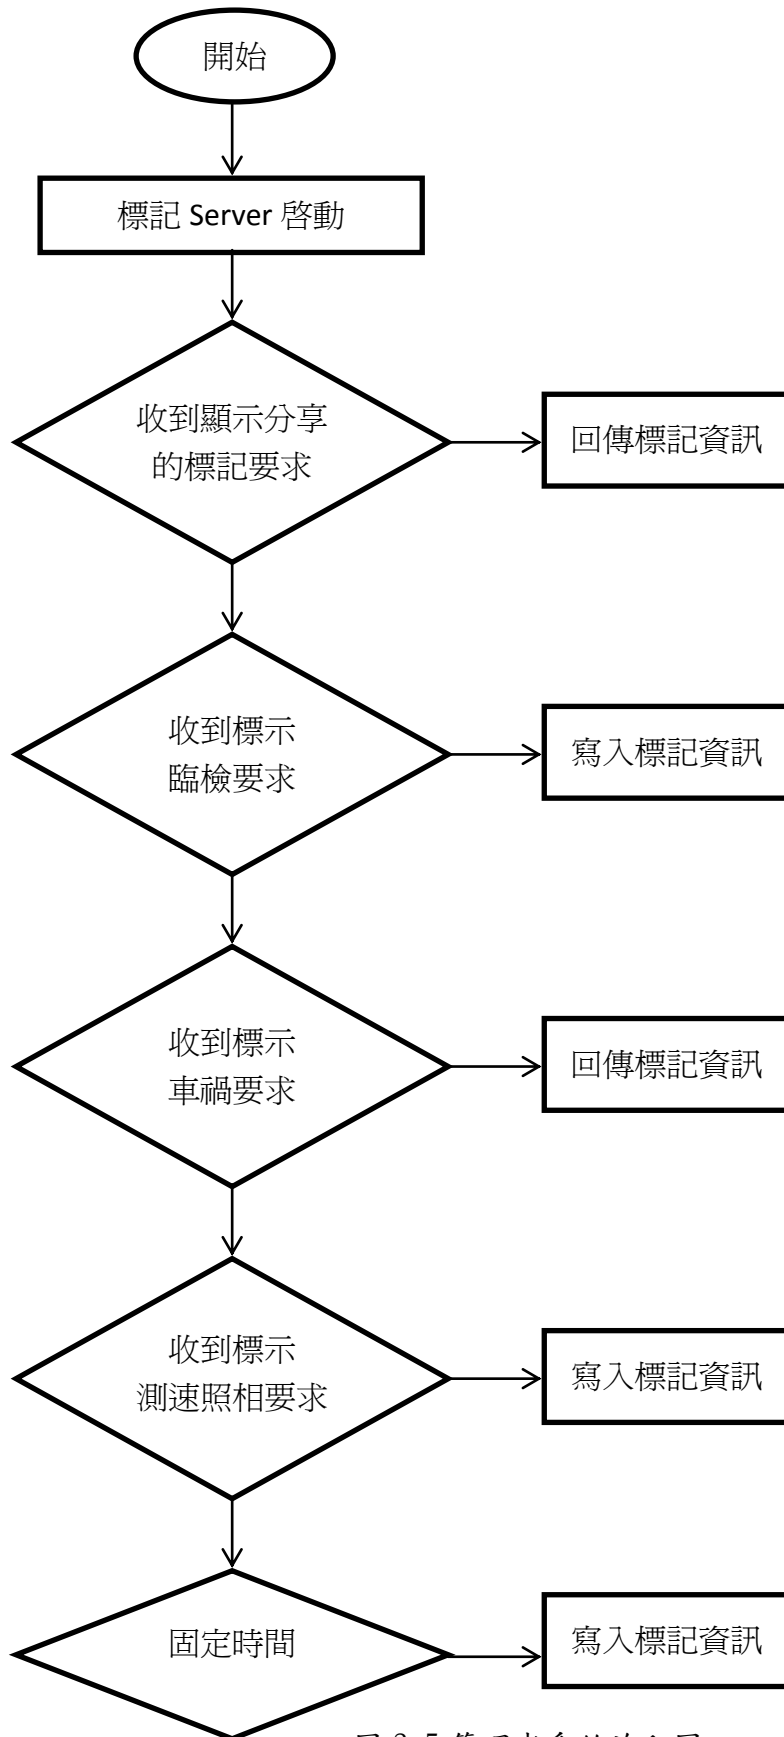 開始
標記 Server 啓動
收到顯示分享
的標記要求
回傳標記資訊
收到標示
臨檢要求
寫入標記資訊
收到標示
車禍要求
回傳標記資訊
收到標示
測速照相要求
寫入標記資訊
固定時間
寫入標記資訊